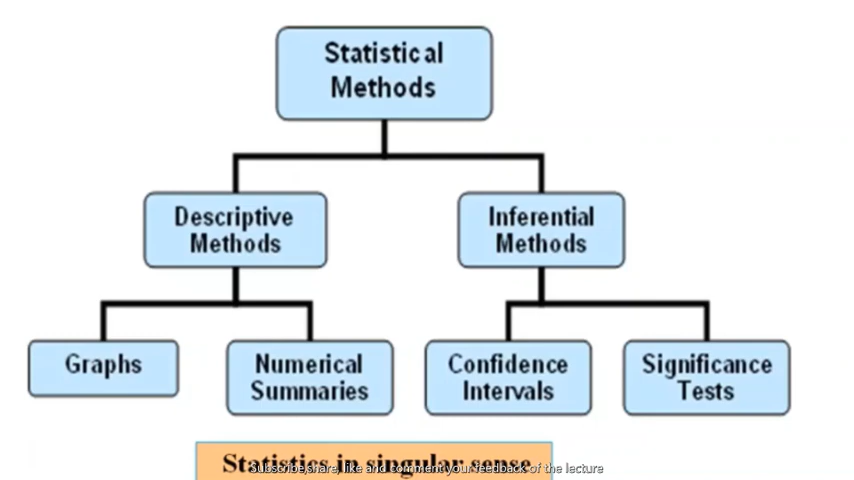 Statistical
Methods
Descriptive
Methods
Inferential
Methods
Graphs
Numerical
Summaries
Confidence
Intervals
Significance
Tests
Statistics in singular sense
Subscribe,share, like and comment your feedback of the lecture